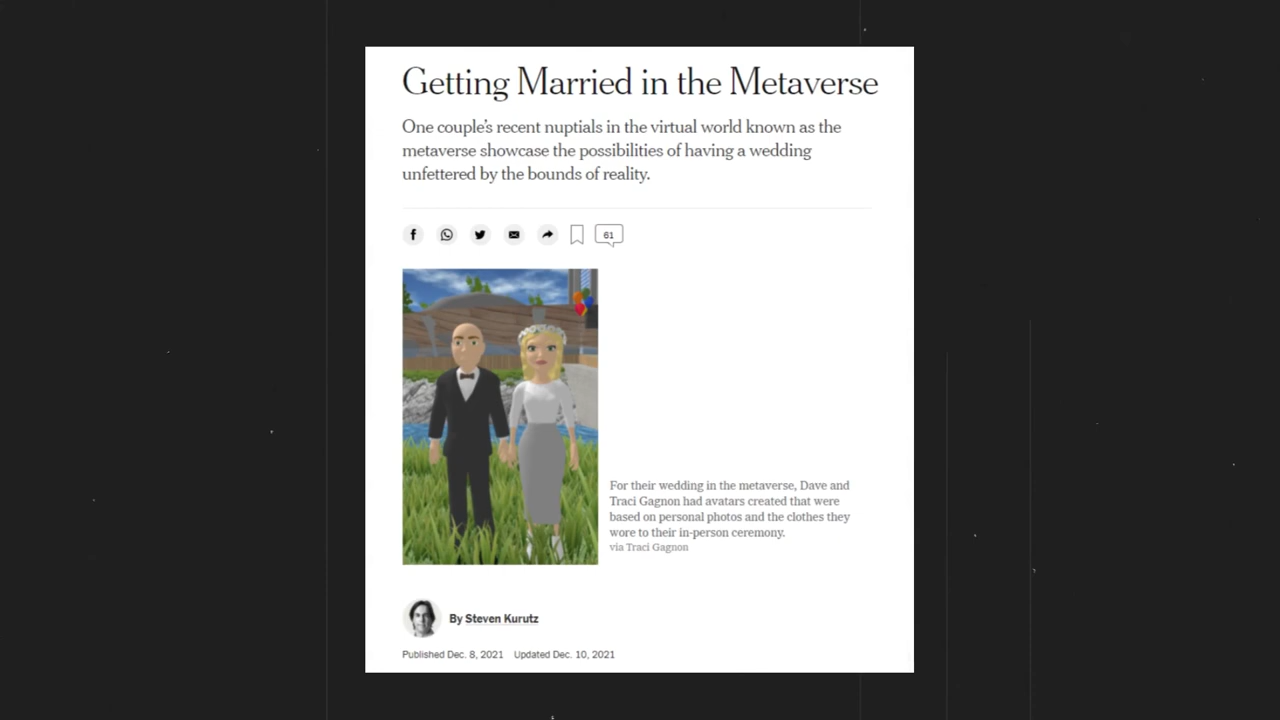 Getting Married in the Metaverse
One couple's recent nuptials in the virtual world known as the
metaverse showcase the possibilities of having a wedding
unfettered by the bounds of reality.
61
For their wedding in the metaverse, Dave and
Traci Gagnon had avatars created that were
based on personal photos and the clothes they
wore to their in-person ceremony.
via Traci Gagnon
By Steven Kurutz
Published Dec. 8, 2021 Updated Dec. 10, 2021